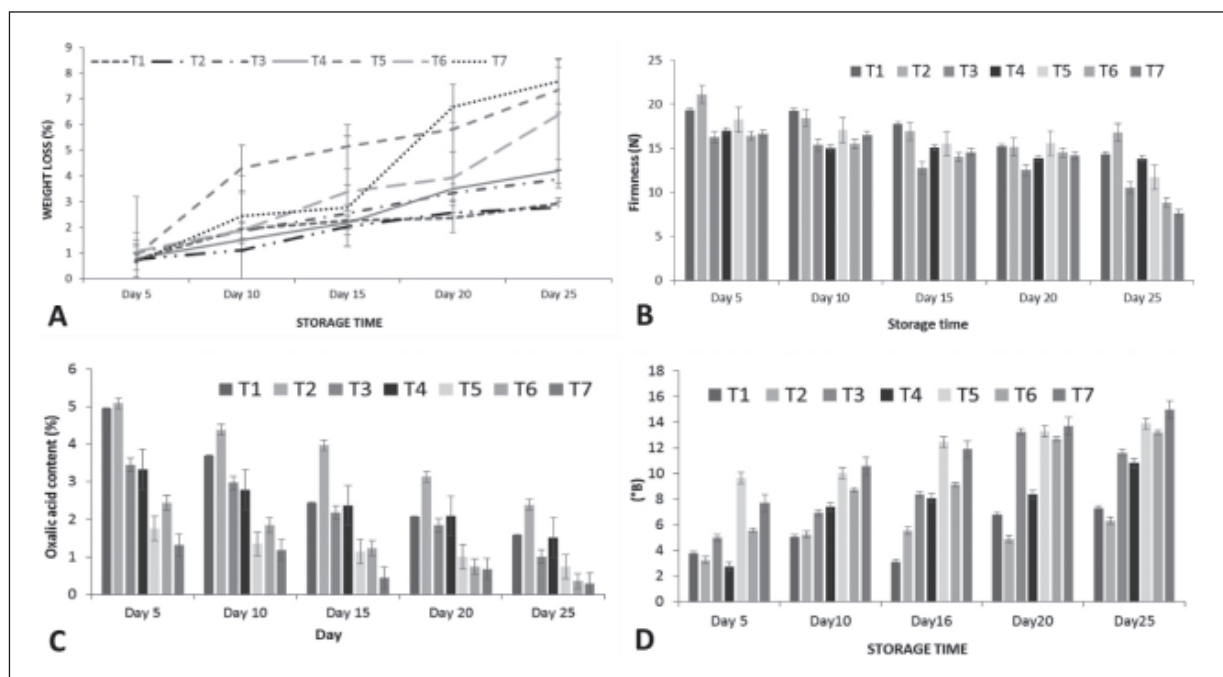 9
8
7
6
5
4
3
2
1
0
WEIGHT LOSS (%)
T1 T2 T3 T4 T5 T6 T7
Day 5 Day 10 Day 15 Day 20 Day 25
STORAGE TIME
A
25
20
15
10
5
0
Firmness (N)
T1 T2 T3 T4 T5 T6 T7
Day 5 Day 10 Day 15 Day 20 Day 25
Storage time
B
6
5
4
3
2
1
0
Oxalic acid content (%)
T1 T2 T3 T4 T5 T6 T7
Day 5 Day 10 Day 15 Day 20 Day 25
Day
C
18
16
14
12
10
8
6
4
2
0
(°B)
T1 T2 T3 T4 T5 T6 T7
Day 5 Day10 Day16 Day20 Day25
STORAGE TIME
D